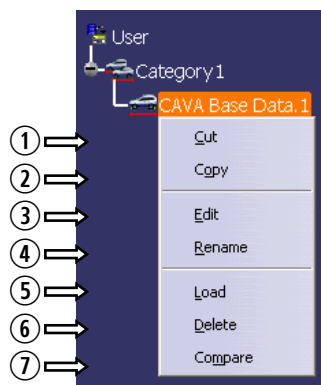 User
Category1
CAVA Base Data.1
① Cut
② Copy
③ Edit
④ Rename
⑤ Load
⑥ Delete
⑦ Compare